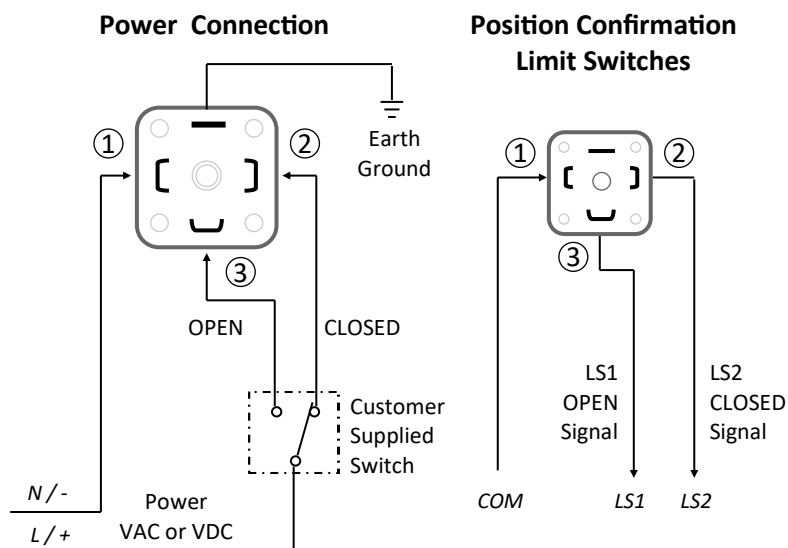 Power Connection
Position Confirmation
Limit Switches
①
②
Earth
Ground
③
OPEN
CLOSED
Customer
Supplied
Switch
N / -
L / +
Power
VAC or VDC
①
②
③
LS1
OPEN
Signal
LS2
CLOSED
Signal
COM
LS1
LS2